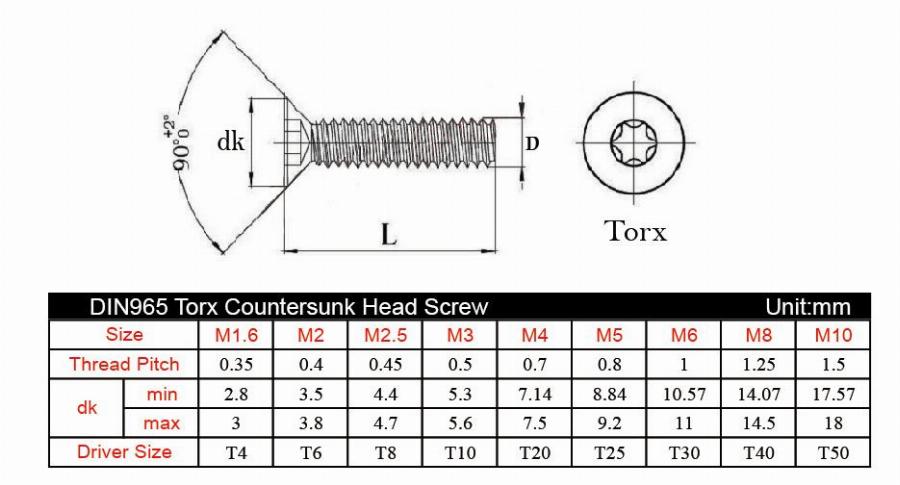 90°+2°0
dk
D
L
Torx
DIN965 Torx Countersunk Head Screw Unit:mm
Size M1.6 M2 M2.5 M3 M4 M5 M6 M8 M10
Thread Pitch 0.35 0.4 0.45 0.5 0.7 0.8 1 1.25 1.5
dk min 2.8 3.5 4.4 5.3 7.14 8.84 10.57 14.07 17.57
max 3 3.8 4.7 5.6 7.5 9.2 11 14.5 18
Driver Size T4 T6 T8 T10 T20 T25 T30 T40 T50